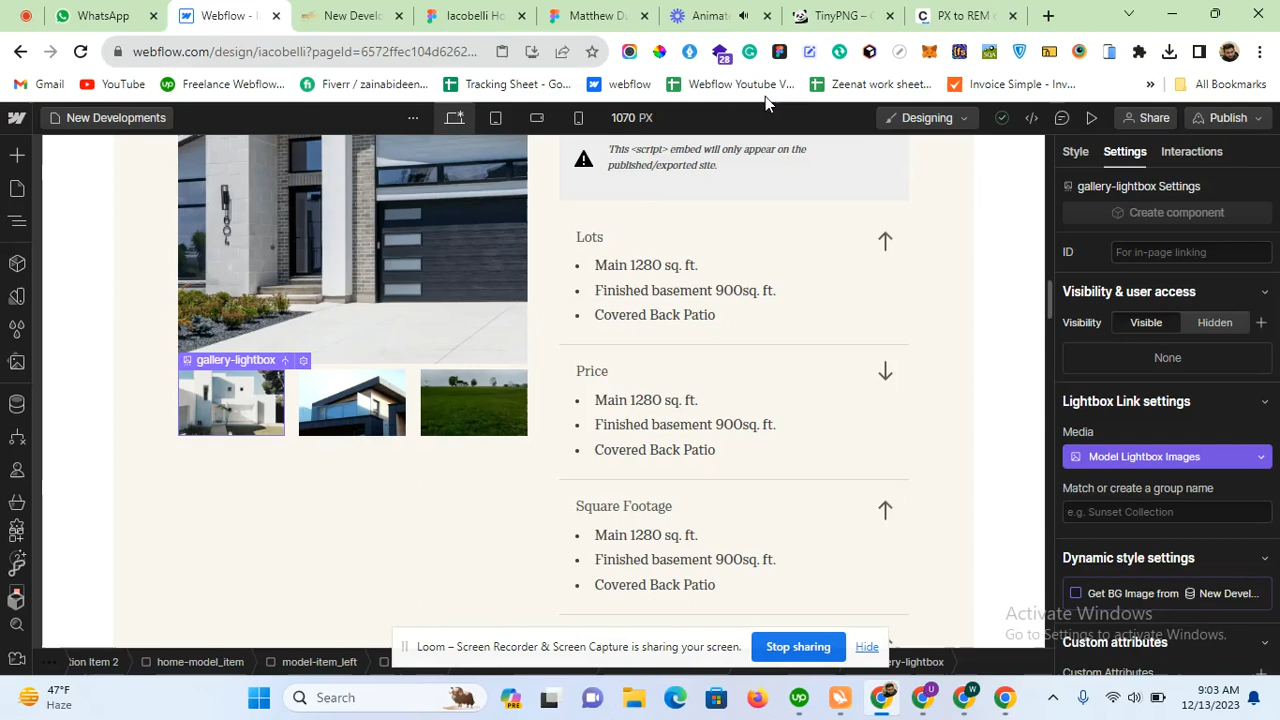 WhatsApp
Webflow - Ia
New Develo
Iacobelli Ho
Matthew Du
Animate
TinyPNG – C
PX to REM c
webflow.com/design/iacobelli?pageId=6572ffec104d6262...
28
Gmail
YouTube
Freelance Webflow...
Fiverr / zainabideen...
Tracking Sheet - Go...
webflow
Webflow Youtube V...
Zeenat work sheet...
Invoice Simple - Inv...
All Bookmarks
New Developments
1070 PX
Designing
Share
Publish
This <script> embed will only appear on the
published/exported site.
Lots
Main 1280 sq. ft.
Finished basement 900sq. ft.
Covered Back Patio
Price
Main 1280 sq. ft.
Finished basement 900sq. ft.
Covered Back Patio
Square Footage
Main 1280 sq. ft.
Finished basement 900sq. ft.
Covered Back Patio
gallery-lightbox
Style
Settings
Interactions
gallery-lightbox Settings
Create component
ID
For in-page linking
Visibility & user access
Visibility
Visible
Hidden
None
Lightbox Link settings
Media
Model Lightbox Images
Match or create a group name
e.g. Sunset Collection
Dynamic style settings
Get BG Image from
New Devel...
Activate Windows
Go to Settings to activate Windows.
Custom attributes
Custom Attributes
Loom – Screen Recorder & Screen Capture is sharing your screen.
Stop sharing
Hide
tion Item 2
home-model_item
model-item_left
ery-lightbox
47°F
Haze
Search
9:03 AM
12/13/2023